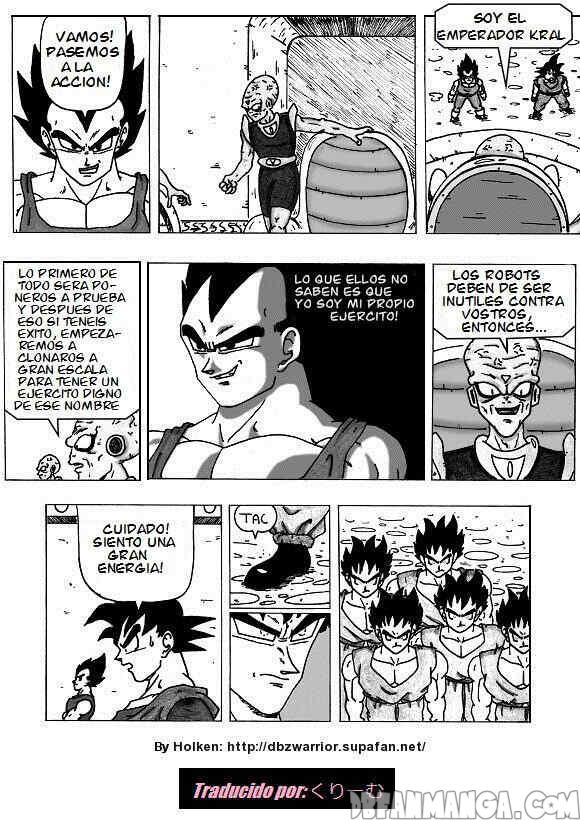 VAMOS!
PASEMOS
A LA
ACCION!
SOY EL
EMPERADOR KRAL
LO PRIMERO DE
TODO SERA PO-
NEROS A PRUEBA
Y DESPUES DE
ESO SI TENEIS
EXITO, EMPEZA-
REMOS A
CLONAROS A
GRAN ESCALA
PARA TENER UN
EJERCITO DIGNO
DE ESE NOMBRE
LO QUE ELLOS NO
SABEN ES QUE
YO SOY MI PROPIO
EJERCITO!
LOS ROBOTS
DEBEN DE SER
INUTILES CONTRA
VOSTROS,
ENTONCES...
CUIDADO!
SIENTO UNA
GRAN
ENERGIA!
TAC
By Holken: http://dbzwarrior.supafan.net/
Traducido por:くりーむ
DBFANMANGA.COM